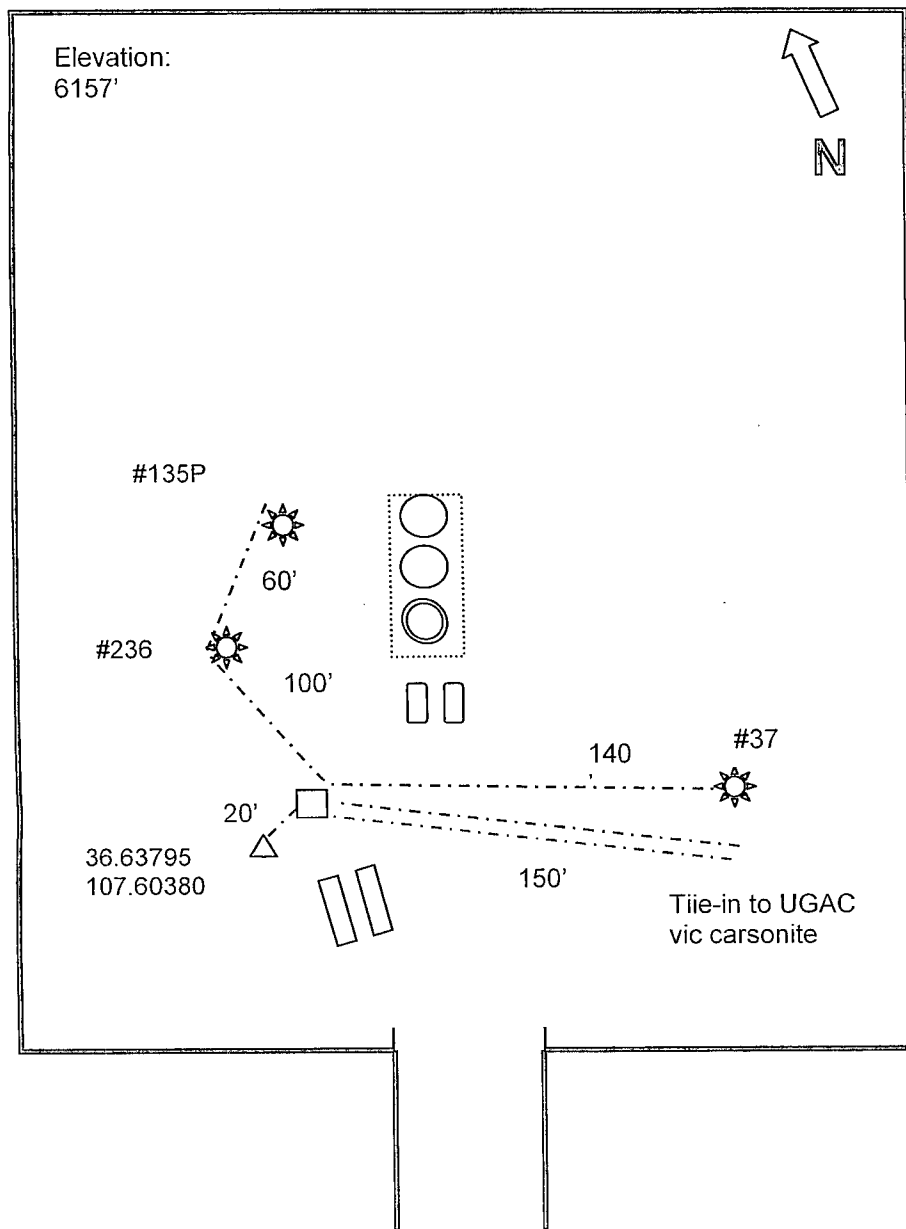 Elevation:
6157'
N
#135P
60'
#236
100'
#37
140
'
20'
36.63795
107.60380
150'
Tiie-in to UGAC
vic carsonite